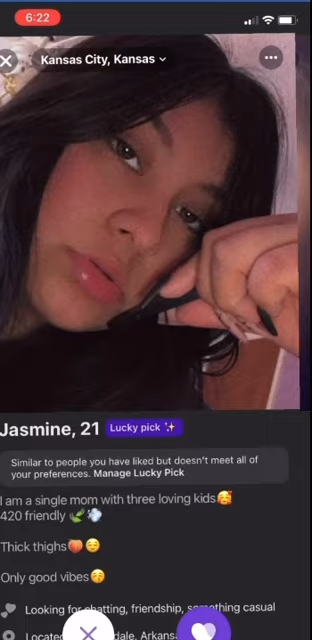 6:22
Kansas City, Kansas
Jasmine, 21 Lucky pick
Similar to people you have liked but doesn't meet all of
your preferences. Manage Lucky Pick
I am a single mom with three loving kids🥰
420 friendly 🌿💨
Thick thighs🍑😌
Only good vibes😚
Looking for chatting, friendship, something casual
Located dale, Arkansa